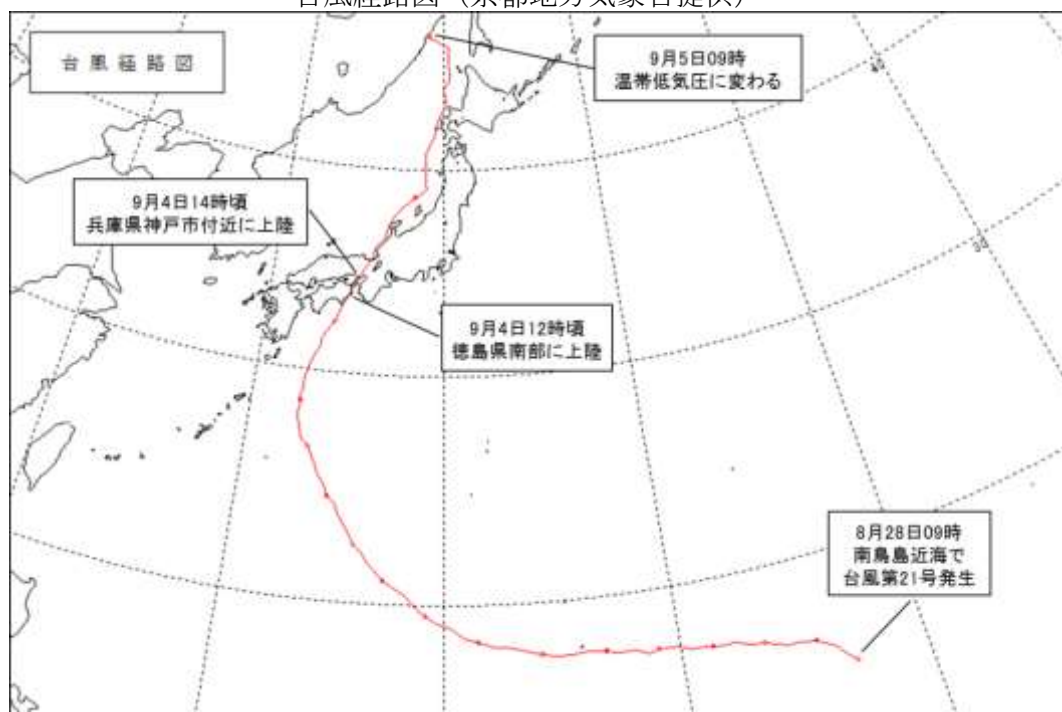 台風経路図（京都地方気象台提供）
台風経路図
9月5日09時
温帯低気圧に変わる
9月4日14時頃
兵庫県神戸市付近に上陸
9月4日12時頃
徳島県南部に上陸
8月28日09時
南鳥島近海で
台風第21号発生